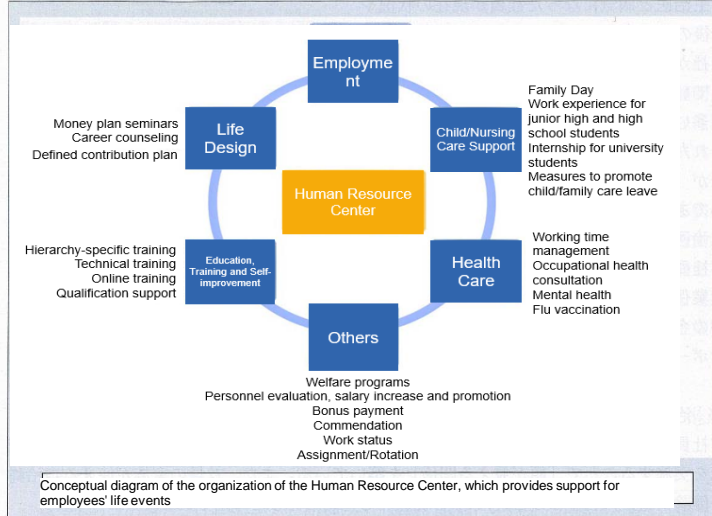 Employme
nt
Life
Design
Money plan seminars
Career counseling
Defined contribution plan
Child/Nursing
Care Support
Family Day
Work experience for
junior high and high
school students
Internship for university
students
Measures to promote
child/family care leave
Human Resource
Center
Hierarchy-specific training
Technical training
Online training
Qualification support
Education,
Training and Self-
improvement
Health
Care
Working time
management
Occupational health
consultation
Mental health
Flu vaccination
Others
Welfare programs
Personnel evaluation, salary increase and promotion
Bonus payment
Commendation
Work status
Assignment/Rotation
Conceptual diagram of the organization of the Human Resource Center, which provides support for
employees' life events